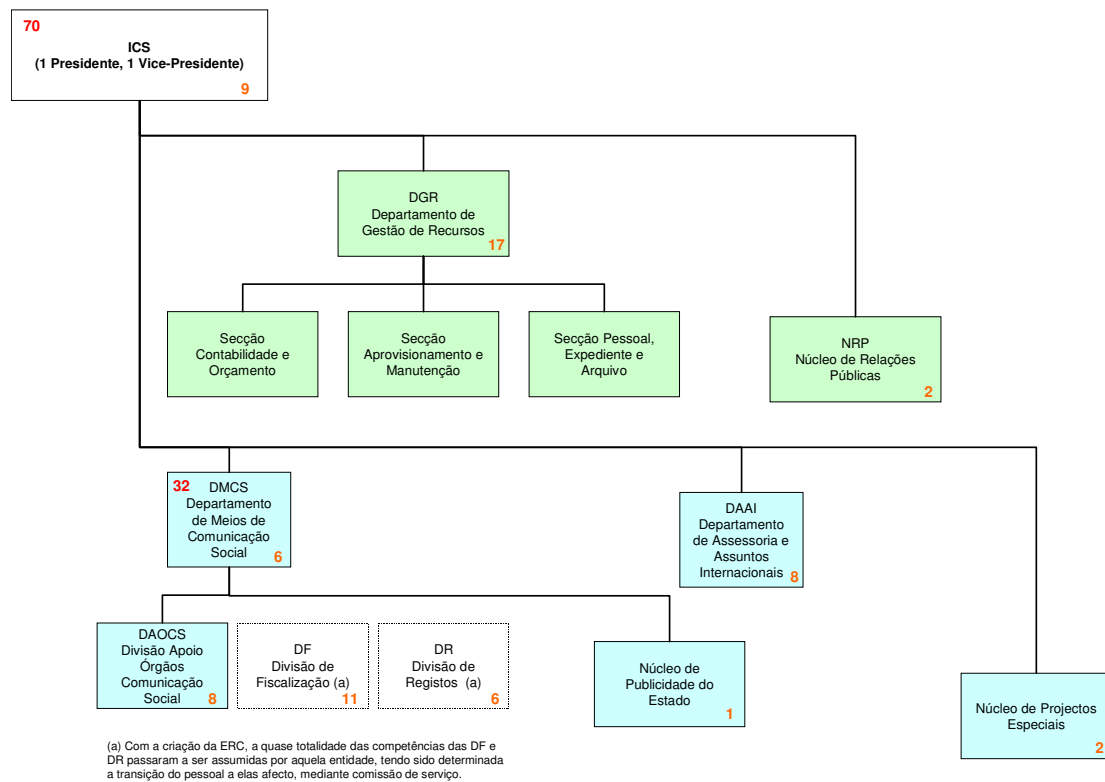 70
ICS
(1 Presidente, 1 Vice-Presidente)
9
DGR
Departamento de
Gestão de Recursos
17
Secção
Contabilidade e
Orçamento
Secção
Aprovisionamento e
Manutenção
Secção Pessoal,
Expediente e
Arquivo
NRP
Núcleo de Relações
Públicas
2
32
DMCS
Departamento
de Meios de
Comunicação
Social
6
DAAI
Departamento
de Assessoria e
Assuntos
Internacionais
8
DAOCS
Divisão Apoio
Órgãos
Comunicação
Social
8
DF
Divisão de
Fiscalização (a)
11
DR
Divisão de
Registos (a)
6
Núcleo de
Publicidade do
Estado
1
Núcleo de Projectos
Especiais
2
(a) Com a criação da ERC, a quase totalidade das competências das DF e
DR passaram a ser assumidas por aquela entidade, tendo sido determinada
a transição do pessoal a elas afecto, mediante comissão de serviço.